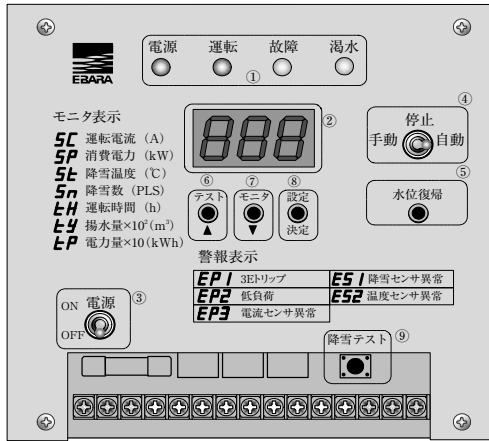 電源 運転 故障 渇水
①
EBARA
モニタ表示
5C 運転電流（A）
5P 消費電力（kW）
5t 降雪温度（℃）
5n 降雪数（PLS）
tH 運転時間（h）
ty 揚水量×10²（m³）
tP 電力量×10（kWh）
888
②
⑥ ⑦ ⑧
テスト モニタ 設定
▲ ▼ 決定
④
停止
手動 自動
⑤
水位復帰
警報表示
EP1 3Eトリップ ES1 降雪センサ異常
EP2 低負荷 ES2 温度センサ異常
EP3 電流センサ異常
電源 ③
ON
OFF
降雪テスト ⑨